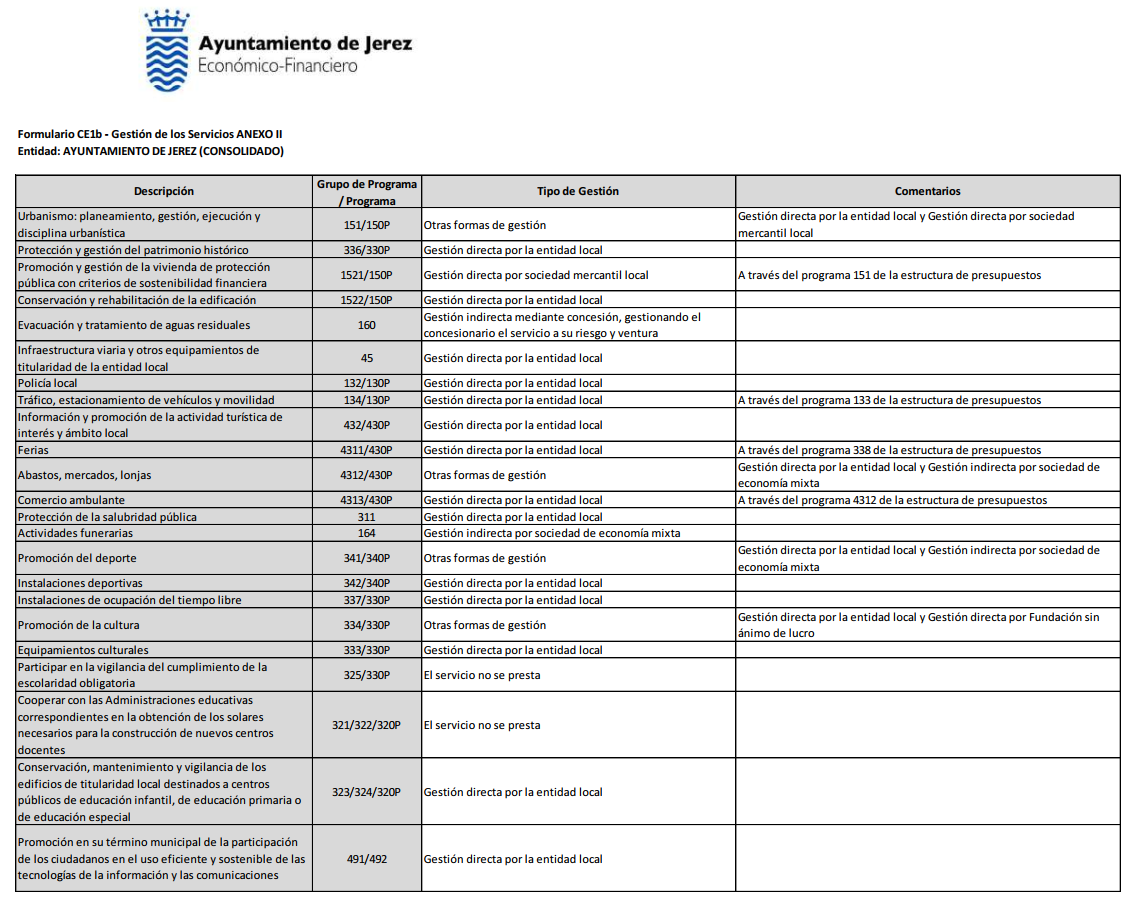 Ayuntamiento de Jerez
Económico-Financiero
Formulario CE1b - Gestión de los Servicios ANEXO II
Entidad: AYUNTAMIENTO DE JEREZ (CONSOLIDADO)
Descripción
Grupo de Programa
/ Programa
Tipo de Gestión
Comentarios
Urbanismo: planeamiento, gestión, ejecución y
disciplina urbanística
151/150P
Otras formas de gestión
Gestión directa por la entidad local y Gestión directa por sociedad
mercantil local
Protección y gestión del patrimonio histórico
336/330P
Gestión directa por la entidad local
Promoción y gestión de la vivienda de protección
pública con criterios de sostenibilidad financiera
1521/150P
Gestión directa por sociedad mercantil local
A través del programa 151 de la estructura de presupuestos
Conservación y rehabilitación de la edificación
1522/150P
Gestión directa por la entidad local
Evacuación y tratamiento de aguas residuales
160
Gestión indirecta mediante concesión, gestionando el
concesionario el servicio a su riesgo y ventura
Infraestructura viaria y otros equipamientos de
titularidad de la entidad local
45
Gestión directa por la entidad local
Policía local
132/130P
Gestión directa por la entidad local
Tráfico, estacionamiento de vehículos y movilidad
134/130P
Gestión directa por la entidad local
A través del programa 133 de la estructura de presupuestos
Información y promoción de la actividad turística de
interés y ámbito local
432/430P
Gestión directa por la entidad local
Ferias
4311/430P
Gestión directa por la entidad local
A través del programa 338 de la estructura de presupuestos
Abastos, mercados, lonjas
4312/430P
Otras formas de gestión
Gestión directa por la entidad local y Gestión indirecta por sociedad de
economía mixta
Comercio ambulante
4313/430P
Gestión directa por la entidad local
A través del programa 4312 de la estructura de presupuestos
Protección de la salubridad pública
311
Gestión directa por la entidad local
Actividades funerarias
164
Gestión indirecta por sociedad de economía mixta
Promoción del deporte
341/340P
Otras formas de gestión
Gestión directa por la entidad local y Gestión indirecta por sociedad de
economía mixta
Instalaciones deportivas
342/340P
Gestión directa por la entidad local
Instalaciones de ocupación del tiempo libre
337/330P
Gestión directa por la entidad local
Promoción de la cultura
334/330P
Otras formas de gestión
Gestión directa por la entidad local y Gestión directa por Fundación sin
ánimo de lucro
Equipamientos culturales
333/330P
Gestión directa por la entidad local
Participar en la vigilancia del cumplimiento de la
escolaridad obligatoria
325/330P
El servicio no se presta
Cooperar con las Administraciones educativas
correspondientes en la obtención de los solares
necesarios para la construcción de nuevos centros
docentes
321/322/320P
El servicio no se presta
Conservación, mantenimiento y vigilancia de los
edificios de titularidad local destinados a centros
públicos de educación infantil, de educación primaria o
de educación especial
323/324/320P
Gestión directa por la entidad local
Promoción en su término municipal de la participación
de los ciudadanos en el uso eficiente y sostenible de las
tecnologías de la información y las comunicaciones
491/492
Gestión directa por la entidad local